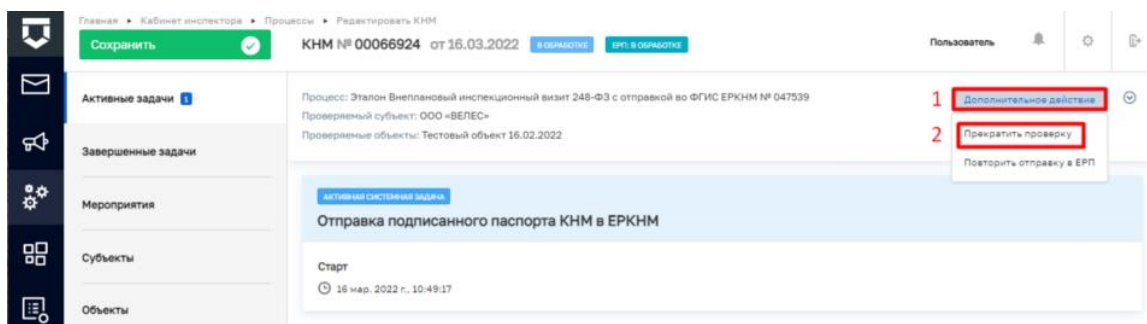 Главная ▸ Кабинет инспектора ▸ Процессы ▸ Редактировать КНМ
Сохранить
КНМ № 00066924 от 16.03.2022 В ОБРАБОТКЕ ЕРП: В ОБРАБОТКЕ
Пользователь
Активные задачи 1
Завершенные задачи
Мероприятия
Субъекты
Объекты
Процесс: Эталон Внеплановый инспекционный визит 248-ФЗ с отправкой во ФГИС ЕРКНМ № 047539
Проверяемый субъект: ООО «ВЕЛЕС»
Проверяемые объекты: Тестовый объект 16.02.2022
1 Дополнительное действие
2 Прекратить проверку
Повторить отправку в ЕРП
АКТИВНАЯ СИСТЕМНАЯ ЗАДАЧА
Отправка подписанного паспорта КНМ в ЕРКНМ
Старт
16 мар. 2022 г., 10:49:17